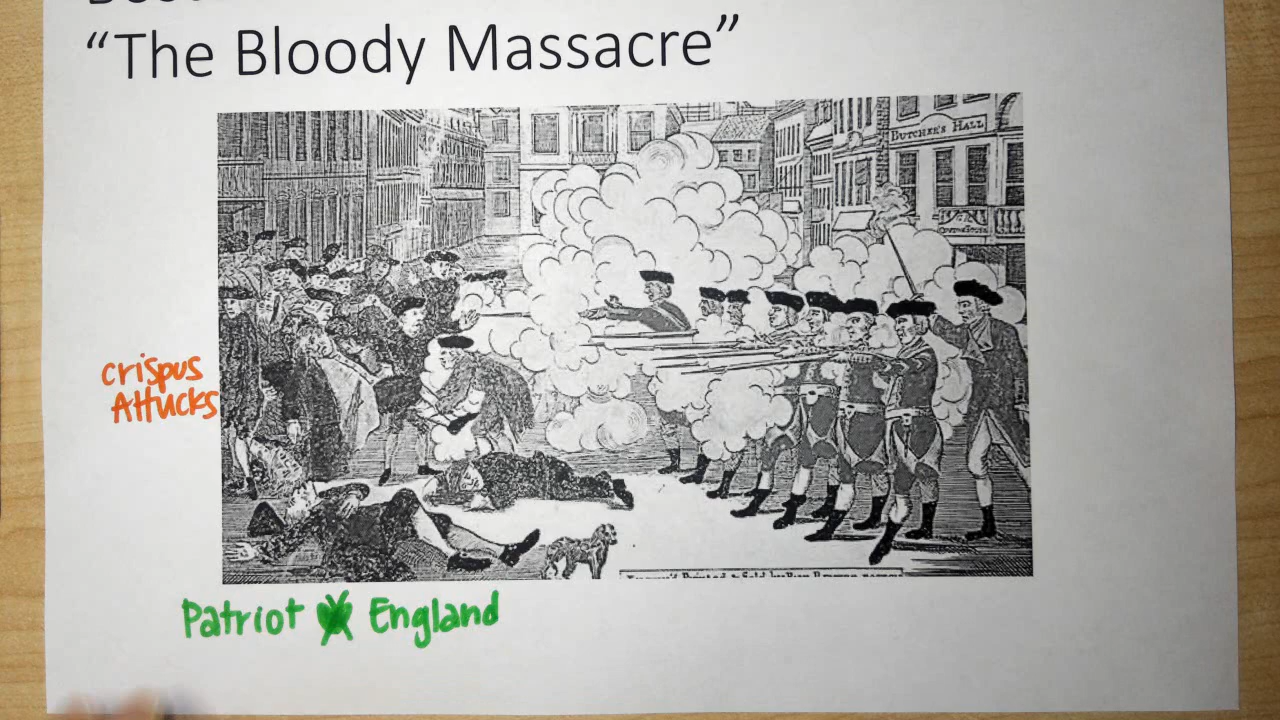 “The Bloody Massacre”
BUTCHER'S HALL
crispus
Attucks
Patriot England